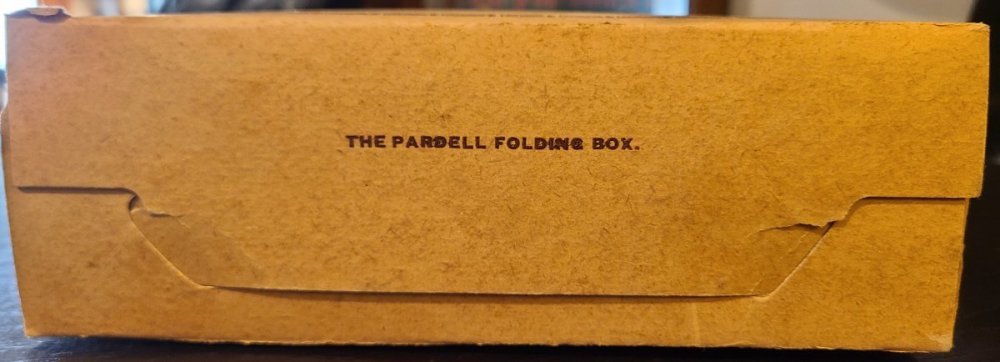 THE PARDELL FOLDING BOX.